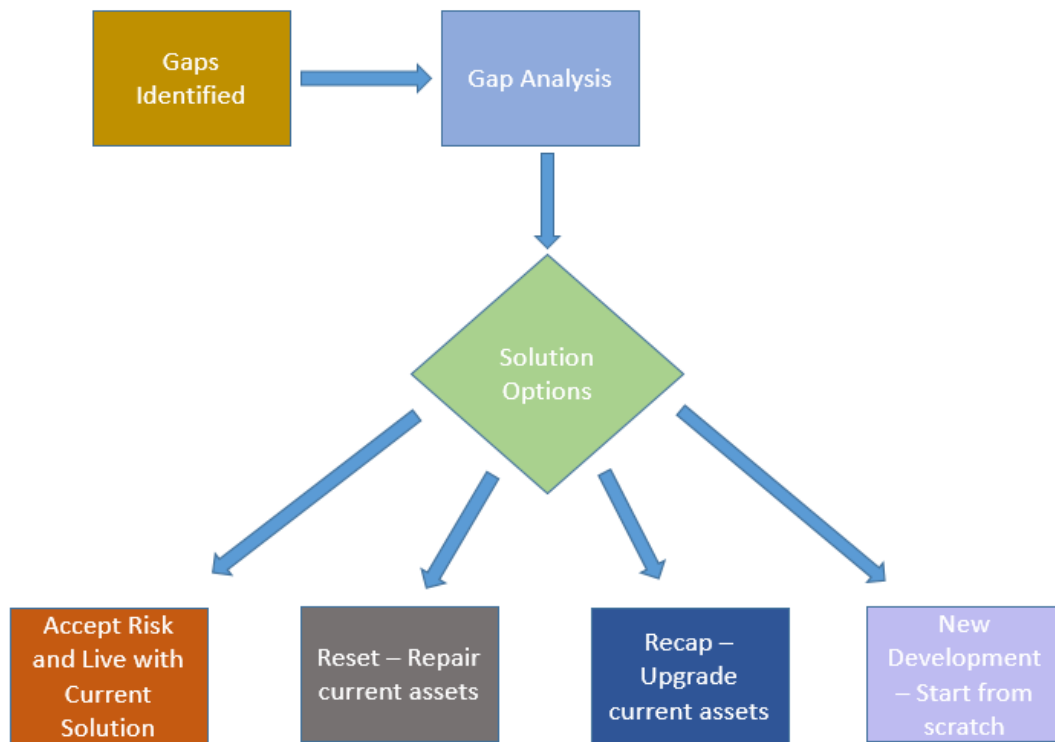 Gaps
Identified
Gap Analysis
Solution
Options
Accept Risk
and Live with
Current
Solution
Reset – Repair
current assets
Recap –
Upgrade
current assets
New
Development
– Start from
scratch